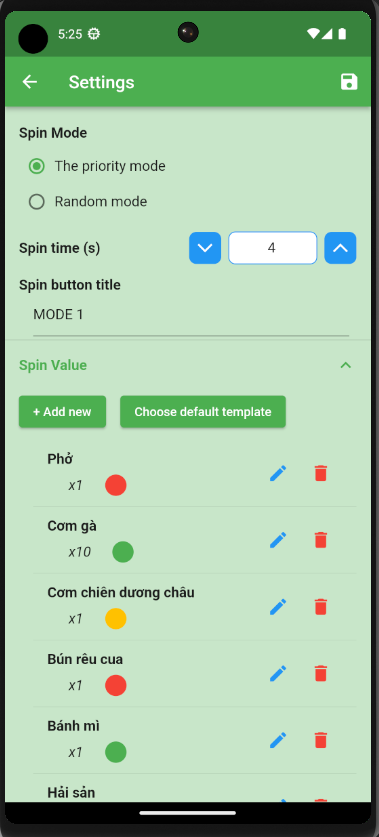 5:25
Settings
Spin Mode
The priority mode
Random mode
Spin time (s)
4
Spin button title
MODE 1
Spin Value
+ Add new
Choose default template
Phở
x1
Cơm gà
x10
Cơm chiên dương châu
x1
Bún rêu cua
x1
Bánh mì
x1
Hải sản